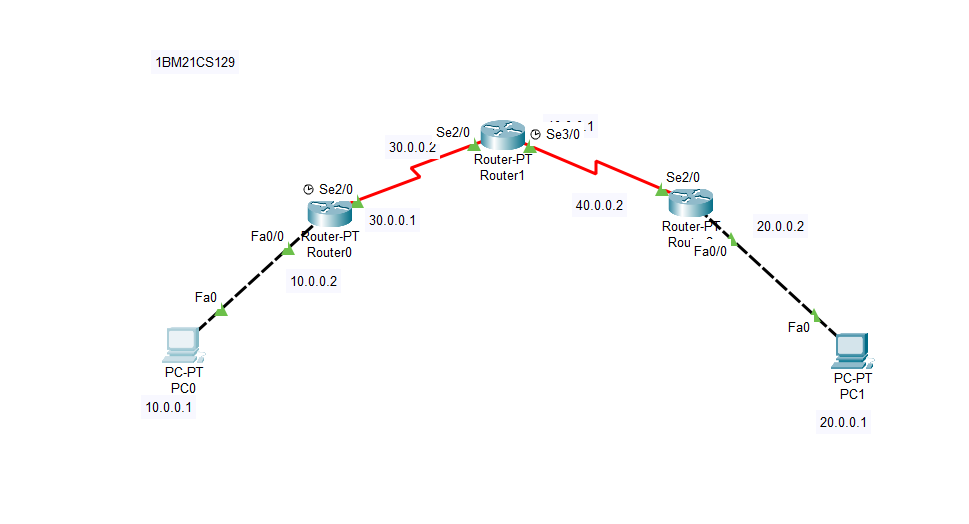 1BM21CS129
Se2/0
Se3/0
30.0.0.2
Router-PT
Router1
Se2/0
Se2/0
40.0.0.2
30.0.0.1
Router-PT
20.0.0.2
Fa0/0
Router-PT
Router0
Fa0/0
10.0.0.2
Fa0
Fa0
PC-PT
PC0
10.0.0.1
PC-PT
PC1
20.0.0.1